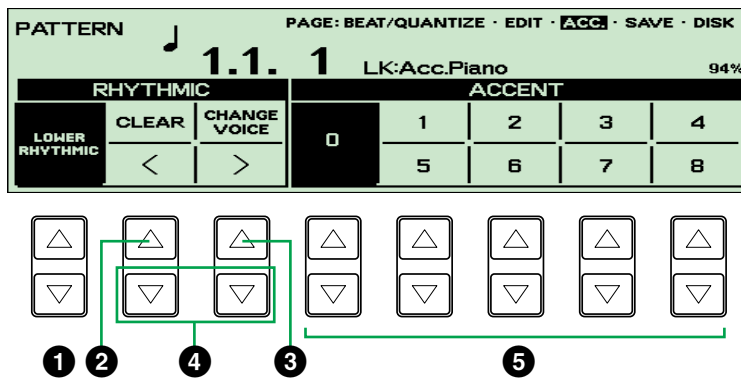 PATTERN
PAGE: BEAT/QUANTIZE · EDIT · ACC. · SAVE · DISK
1.1. 1 LK:Acc.Piano 94%
RHYTHMIC ACCENT
LOWER
RHYTHMIC
CLEAR CHANGE
VOICE
< >
0 1 2 3 4
5 6 7 8
1 2 4 3 5